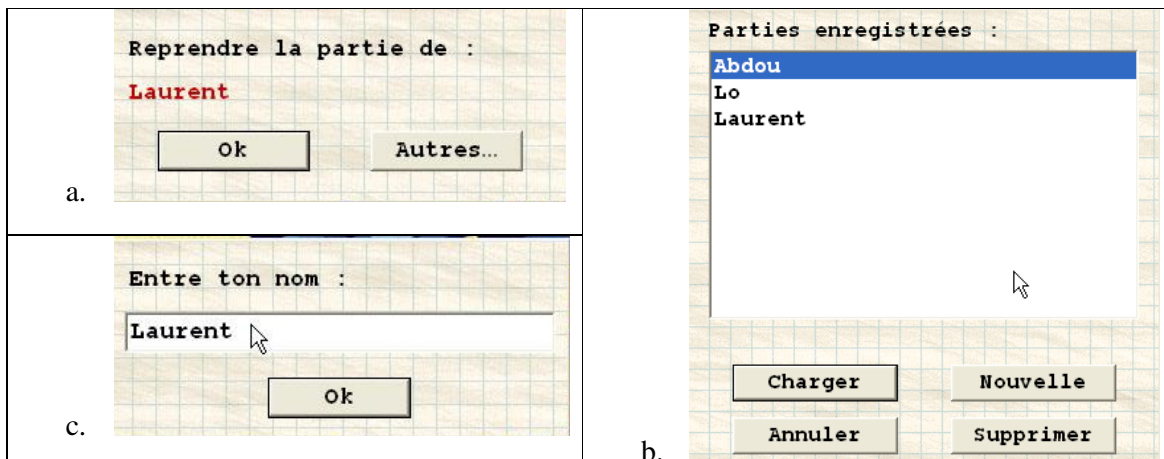 Reprendre la partie de :
Laurent
Ok Autres...
a.
Entre ton nom :
Laurent
Ok
c.
Parties enregistrées :
Abdou
Lo
Laurent
Charger Nouvelle
Annuler Supprimer
b.